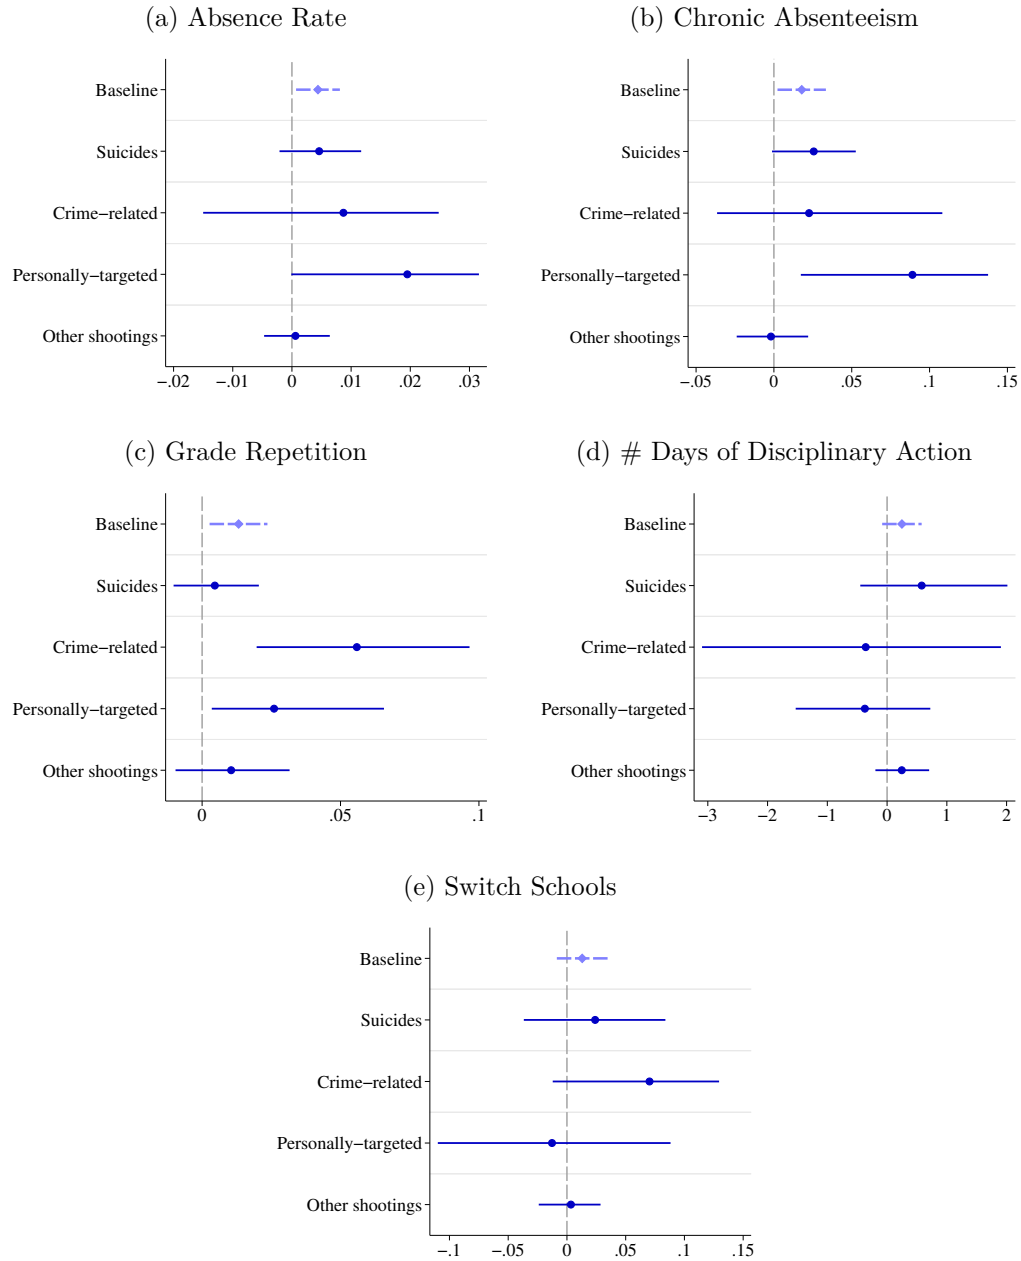 (a) Absence Rate
Baseline
Suicides
Crime−related
Personally−targeted
Other shootings
−.02 −.01 0 .01 .02 .03
(b) Chronic Absenteeism
Baseline
Suicides
Crime−related
Personally−targeted
Other shootings
−.05 0 .05 .1 .15
(c) Grade Repetition
Baseline
Suicides
Crime−related
Personally−targeted
Other shootings
0 .05 .1
(d) # Days of Disciplinary Action
Baseline
Suicides
Crime−related
Personally−targeted
Other shootings
−3 −2 −1 0 1 2
(e) Switch Schools
Baseline
Suicides
Crime−related
Personally−targeted
Other shootings
−.1 −.05 0 .05 .1 .15